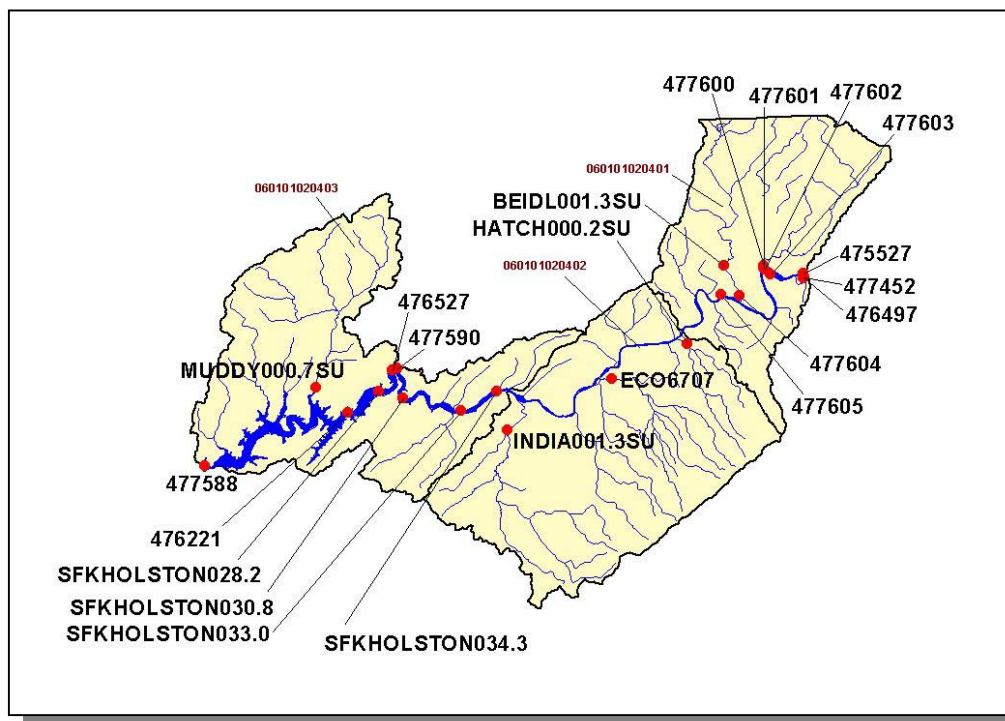 477600
477601
477602
477603
060101020403
060101020401
BEIDL001.3SU
HATCH000.2SU
060101020402
475527
477452
476497
476527
477590
477604
MUDDY000.7SU
ECO6707
477605
INDIA001.3SU
477588
476221
SFKHOLSTON028.2
SFKHOLSTON030.8
SFKHOLSTON033.0
SFKHOLSTON034.3